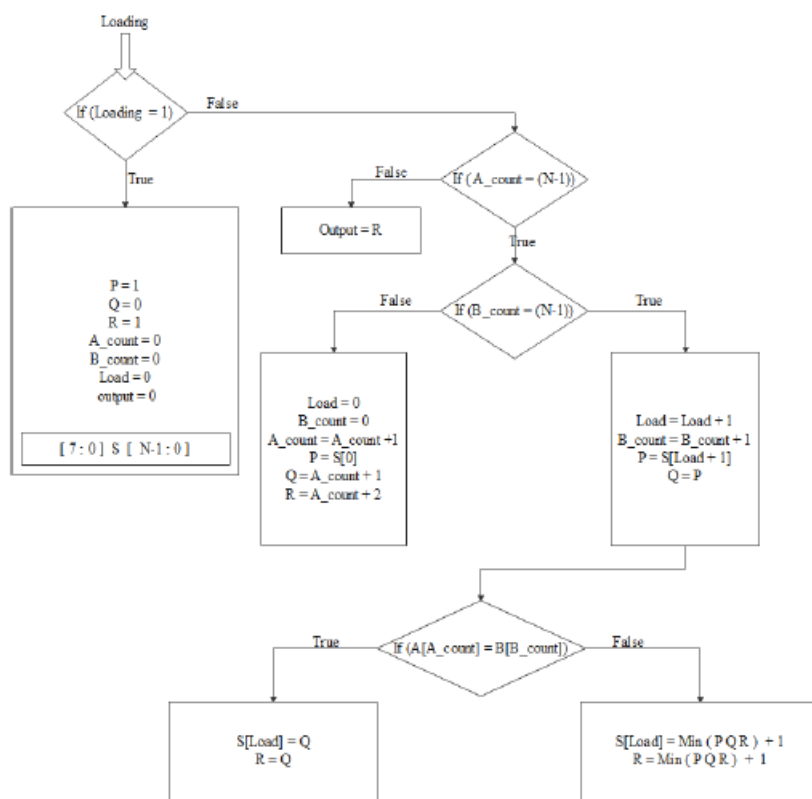 Loading
If (Loading = 1)
False
True
If (A_count = (N-1))
False
Output = R
True
If (B_count = (N-1))
False
True
P = 1
Q = 0
R = 1
A_count = 0
B_count = 0
Load = 0
output = 0
[ 7 : 0 ] S [ N-1 : 0 ]
Load = 0
B_count = 0
A_count = A_count +1
P = S[0]
Q = A_count + 1
R = A_count + 2
Load = Load + 1
B_count = B_count + 1
P = S[Load + 1]
Q = P
If (A[A_count] = B[B_count])
True
False
S[Load] = Q
R = Q
S[Load] = Min ( P Q R ) + 1
R = Min ( P Q R ) + 1